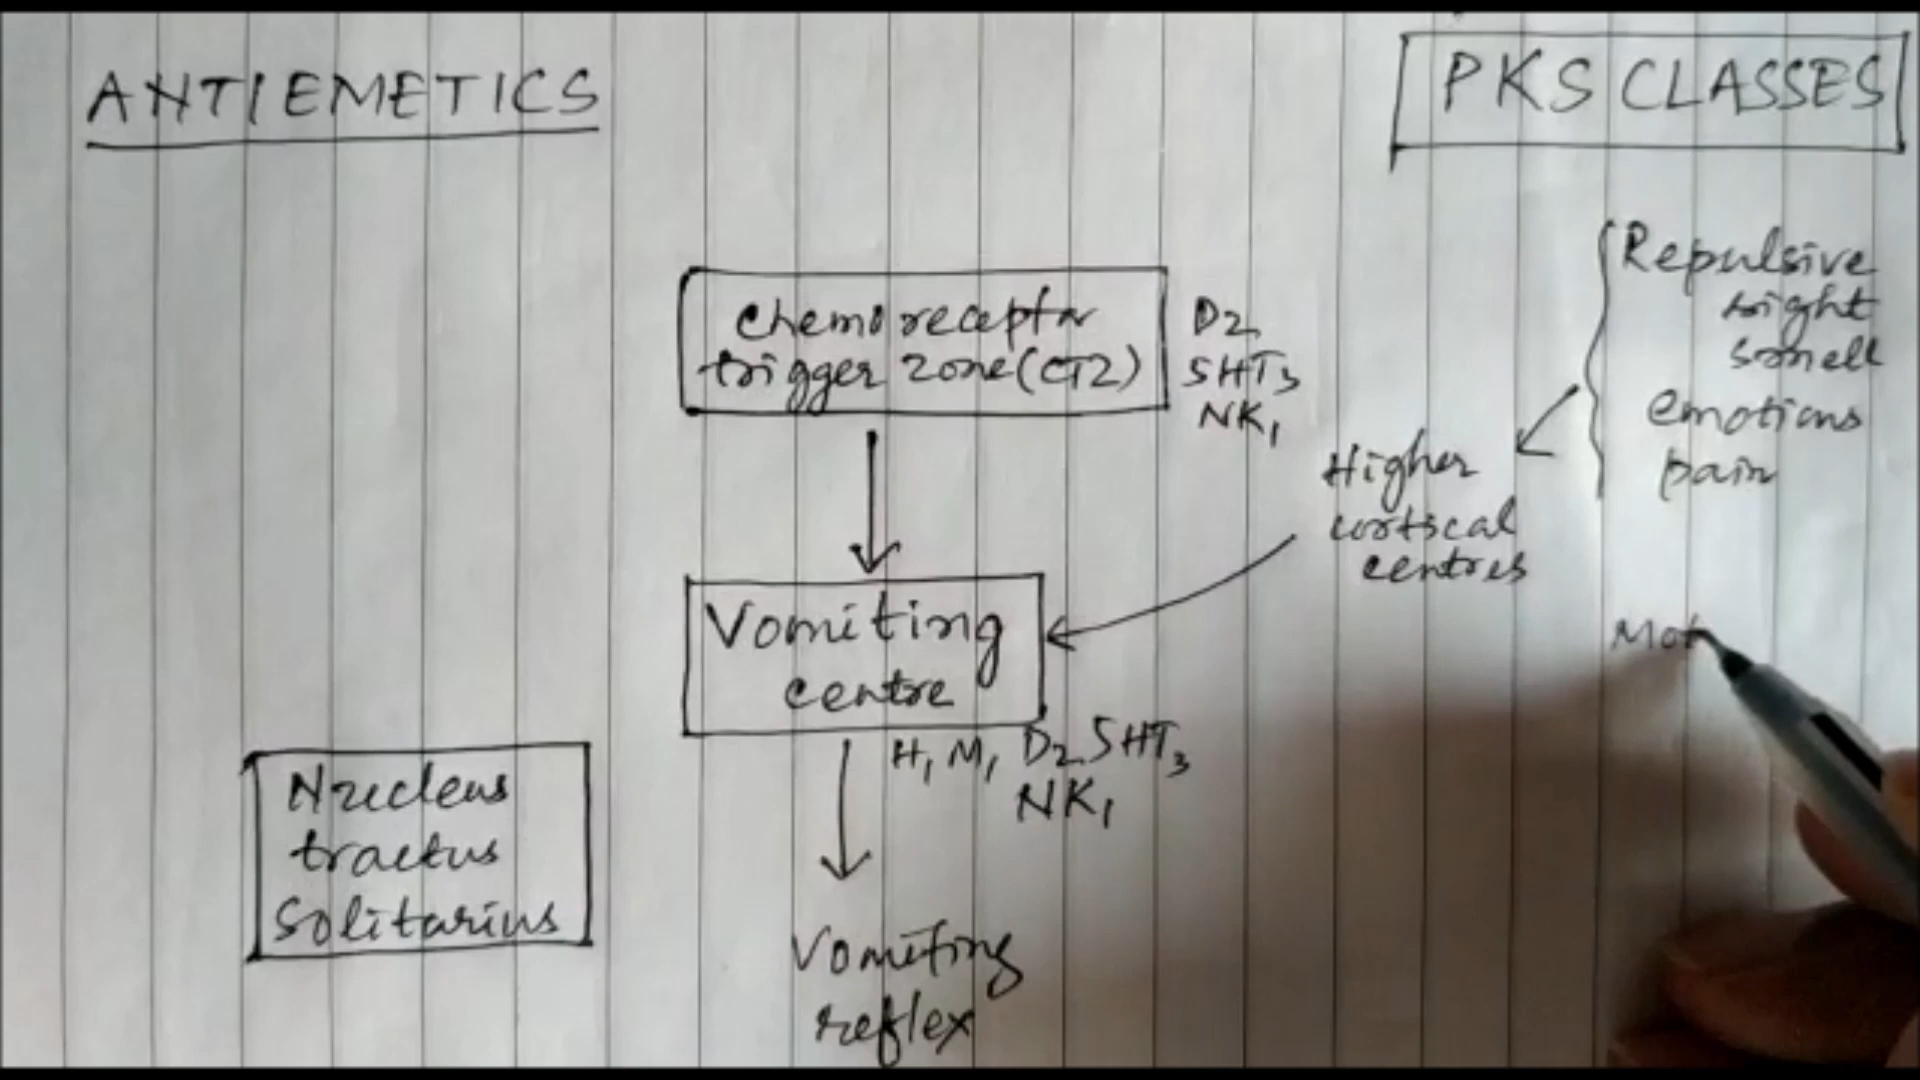 ANTIEMETICS
PKS CLASSES
Chemoreceptor
trigger zone (CTZ)
D2
5HT3
NK1
Repulsive
sight
smell
emotions
pain
Higher
cortical
centres
Vomiting
centre
H1 M1 D2 5HT3
NK1
Mot
Nucleus
tractus
Solitarius
Vomiting
reflex